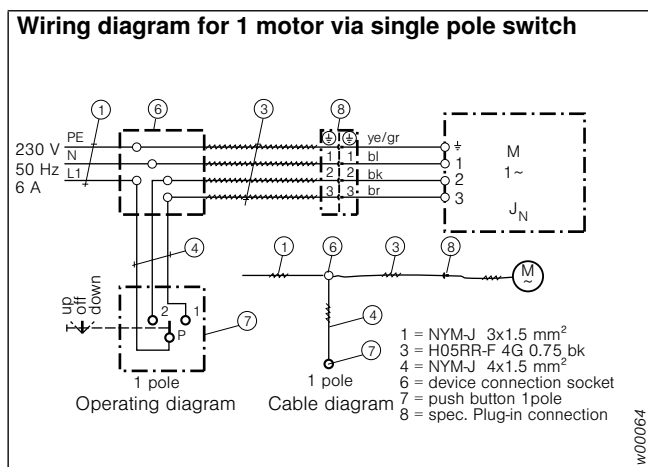 Wiring diagram for 1 motor via single pole switch
1 6 3 8
PE ye/gr
230 V N 1 1 bl 1 M
50 Hz L1 2 2 bk 2 1~
6 A 3 3 br 3 J_N
4 1 6 3 8 M ~
up off down 2 1 P 7 4 7
1 = NYM-J 3x1.5 mm²
3 = H05RR-F 4G 0.75 bk
4 = NYM-J 4x1.5 mm²
6 = device connection socket
1 pole 1 pole 7 = push button 1pole
Operating diagram Cable diagram 8 = spec. Plug-in connection
w00064